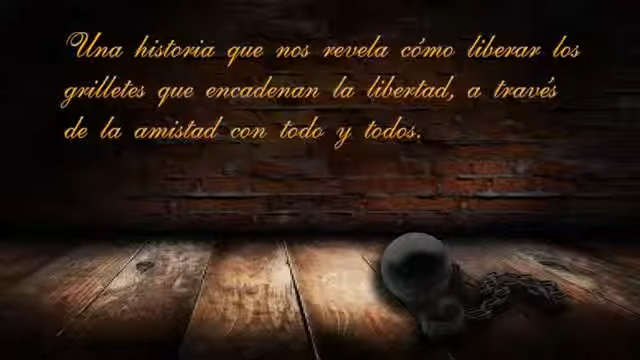 Una historia que nos revela cómo liberar los
grilletes que encadenan la libertad, a través
de la amistad con todo y todos.